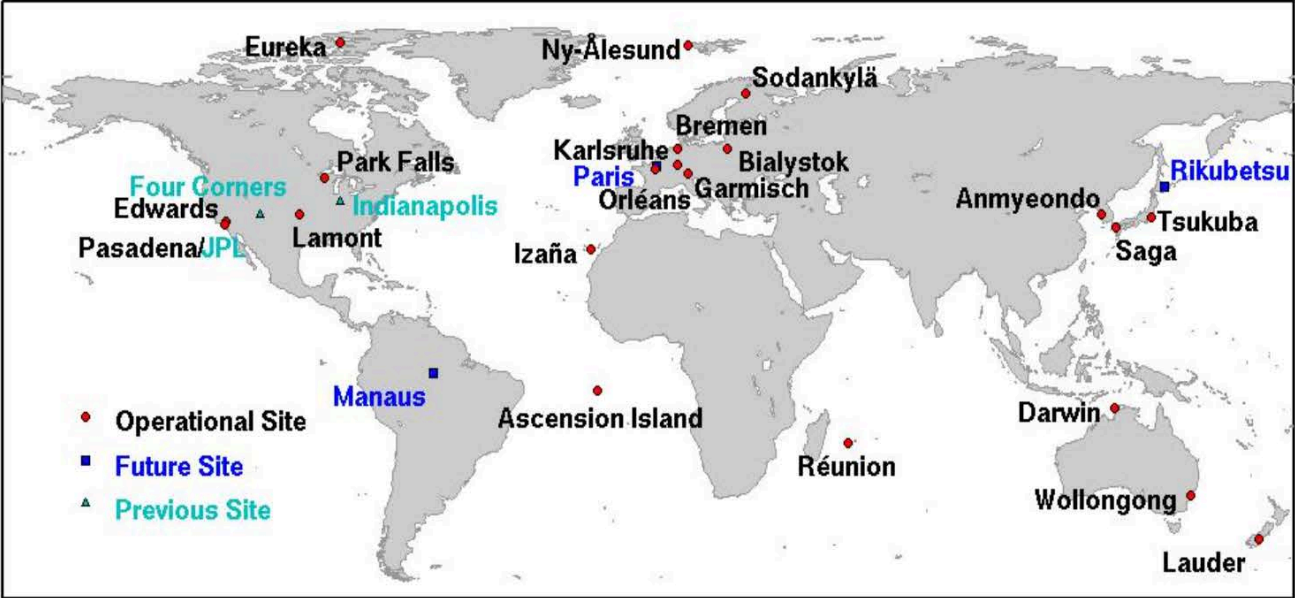 Eureka
Ny-Ålesund
Sodankylä
Bremen
Karlsruhe
Bialystok
Park Falls
Paris
Rikubetsu
Four Corners
Garmisch
Orléans
Anmyeondo
Edwards
Indianapolis
Tsukuba
Lamont
Pasadena/JPL
Izaña
Saga
Manaus
Ascension Island
Darwin
Operational Site
Réunion
Future Site
Wollongong
Previous Site
Lauder